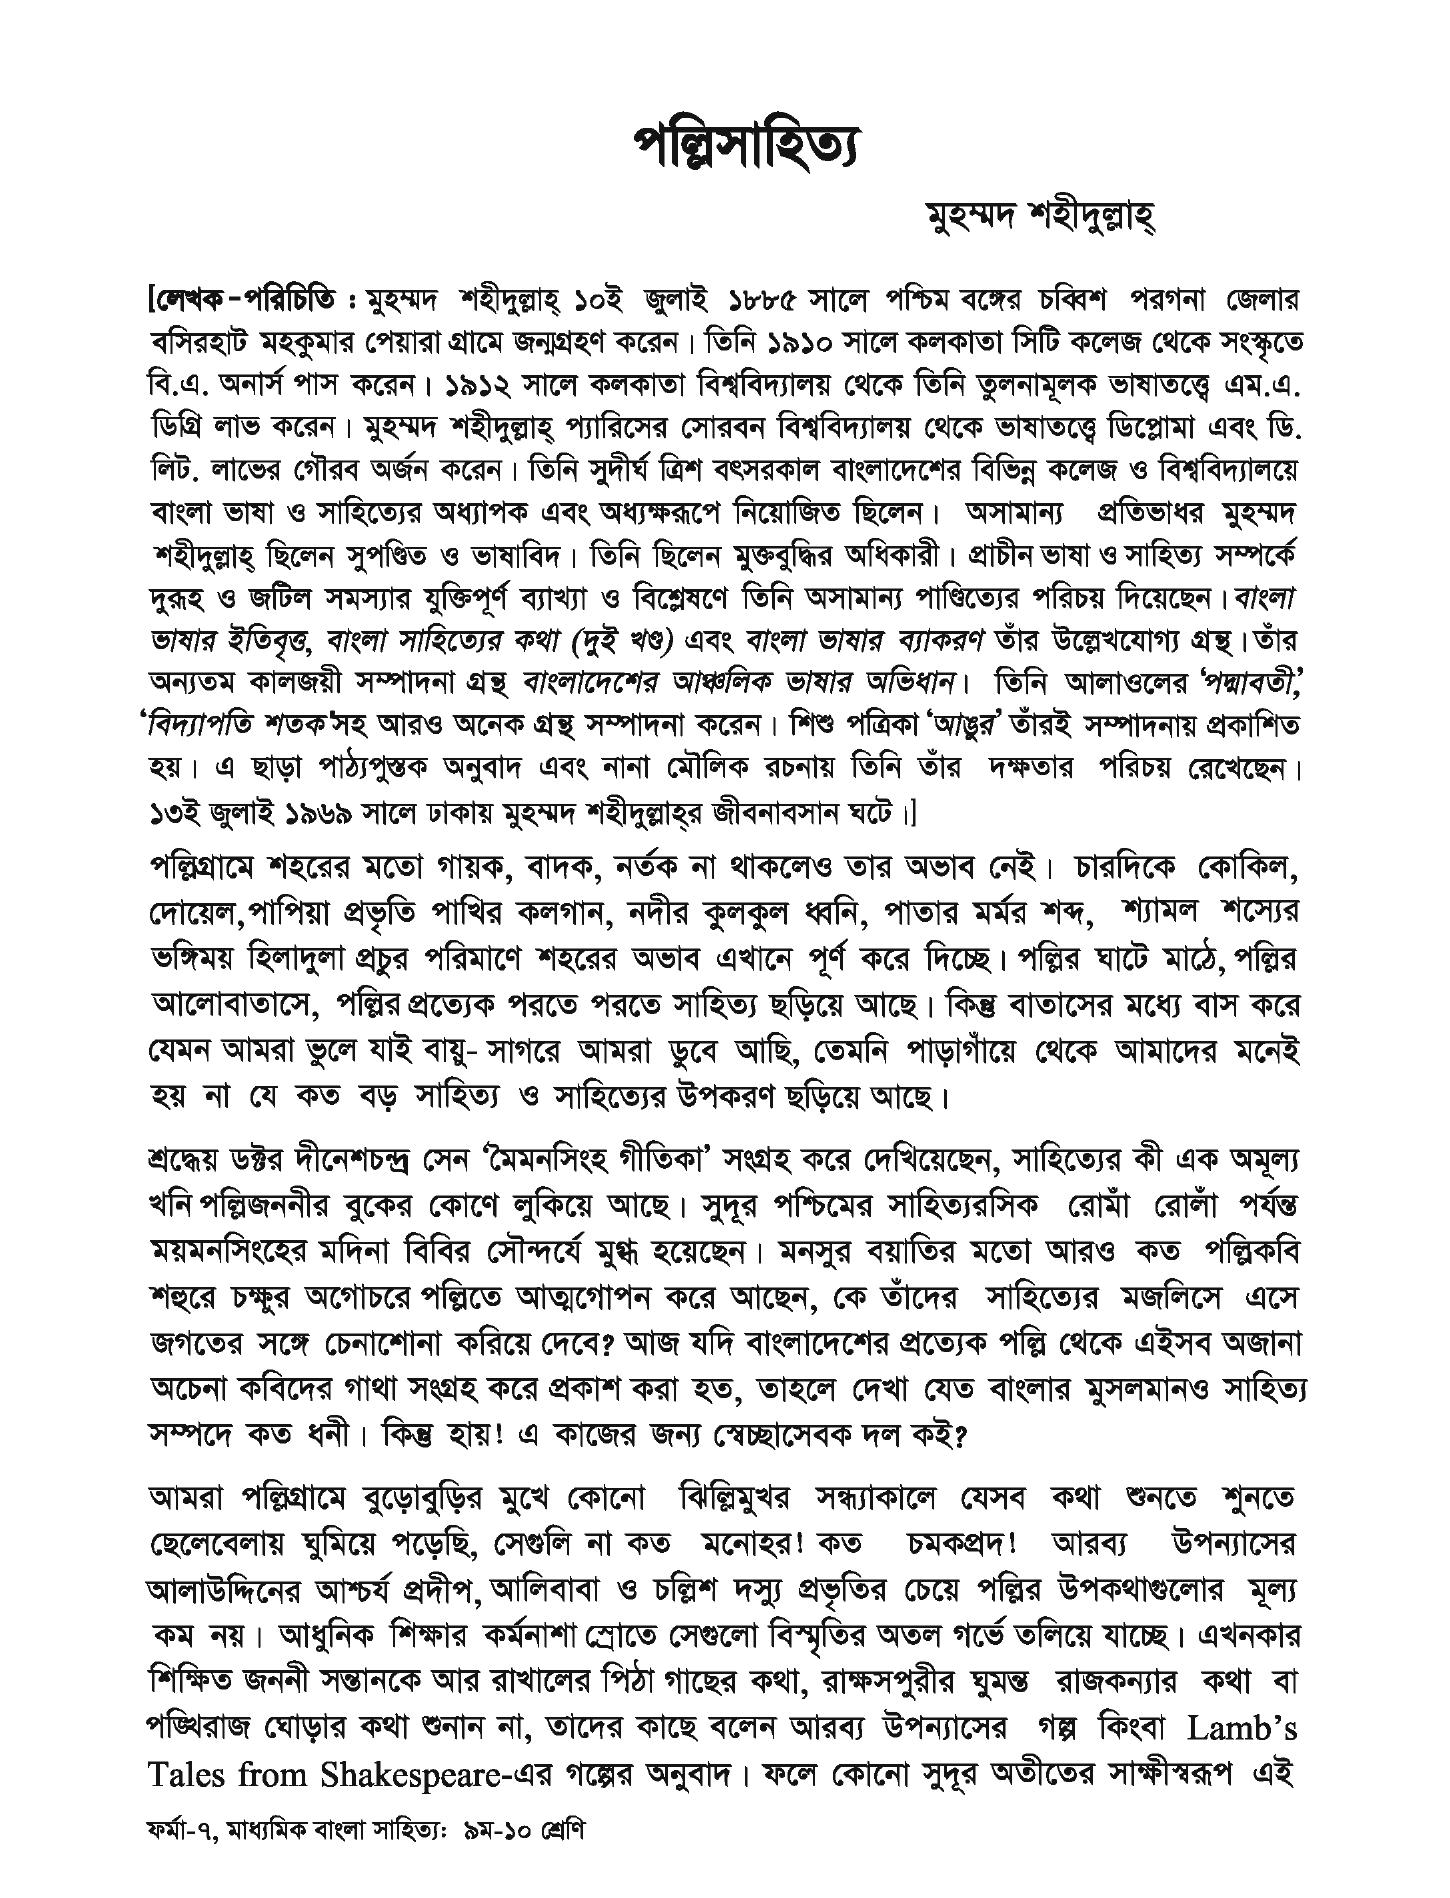 পল্লিসাহিত্য
মুহম্মদ শহীদুল্লাহ্
[লেখক-পরিচিতি : মুহম্মদ শহীদুল্লাহ্ ১০ই জুলাই ১৮৮৫ সালে পশ্চিম বঙ্গের চব্বিশ পরগনা জেলার
বসিরহাট মহকুমার পেয়ারা গ্রামে জন্মগ্রহণ করেন। তিনি ১৯১০ সালে কলকাতা সিটি কলেজ থেকে সংস্কৃতে
বি.এ. অনার্স পাস করেন। ১৯১২ সালে কলকাতা বিশ্ববিদ্যালয় থেকে তিনি তুলনামূলক ভাষাতত্ত্বে এম.এ.
ডিগ্রি লাভ করেন। মুহম্মদ শহীদুল্লাহ্ প্যারিসের সোরবন বিশ্ববিদ্যালয় থেকে ভাষাতত্ত্বে ডিপ্লোমা এবং ডি.
লিট. লাভের গৌরব অর্জন করেন। তিনি সুদীর্ঘ ত্রিশ বৎসরকাল বাংলাদেশের বিভিন্ন কলেজ ও বিশ্ববিদ্যালয়ে
বাংলা ভাষা ও সাহিত্যের অধ্যাপক এবং অধ্যক্ষরূপে নিয়োজিত ছিলেন। অসামান্য প্রতিভাধর মুহম্মদ
শহীদুল্লাহ্ ছিলেন সুপণ্ডিত ও ভাষাবিদ। তিনি ছিলেন মুক্তবুদ্ধির অধিকারী। প্রাচীন ভাষা ও সাহিত্য সম্পর্কে
দুরূহ ও জটিল সমস্যার যুক্তিপূর্ণ ব্যাখ্যা ও বিশ্লেষণে তিনি অসামান্য পাণ্ডিত্যের পরিচয় দিয়েছেন। বাংলা
ভাষার ইতিবৃত্ত, বাংলা সাহিত্যের কথা (দুই খণ্ড) এবং বাংলা ভাষার ব্যাকরণ তাঁর উল্লেখযোগ্য গ্রন্থ। তাঁর
অন্যতম কালজয়ী সম্পাদনা গ্রন্থ বাংলাদেশের আঞ্চলিক ভাষার অভিধান। তিনি আলাওলের ‘পদ্মাবতী,’
‘বিদ্যাপতি শতক’সহ আরও অনেক গ্রন্থ সম্পাদনা করেন। শিশু পত্রিকা ‘আঙুর’ তাঁরই সম্পাদনায় প্রকাশিত
হয়। এ ছাড়া পাঠ্যপুস্তক অনুবাদ এবং নানা মৌলিক রচনায় তিনি তাঁর দক্ষতার পরিচয় রেখেছেন।
১৩ই জুলাই ১৯৬৯ সালে ঢাকায় মুহম্মদ শহীদুল্লাহ্‌র জীবনাবসান ঘটে।]
পল্লিগ্রামে শহরের মতো গায়ক, বাদক, নর্তক না থাকলেও তার অভাব নেই। চারদিকে কোকিল,
দোয়েল, পাপিয়া প্রভৃতি পাখির কলগান, নদীর কুলকুল ধ্বনি, পাতার মর্মর শব্দ, শ্যামল শস্যের
ভঙ্গিময় হিলাদুলা প্রচুর পরিমাণে শহরের অভাব এখানে পূর্ণ করে দিচ্ছে। পল্লির ঘাটে মাঠে, পল্লির
আলোবাতাসে, পল্লির প্রত্যেক পরতে পরতে সাহিত্য ছড়িয়ে আছে। কিন্তু বাতাসের মধ্যে বাস করে
যেমন আমরা ভুলে যাই বায়ু- সাগরে আমরা ডুবে আছি, তেমনি পাড়াগাঁয়ে থেকে আমাদের মনেই
হয় না যে কত বড় সাহিত্য ও সাহিত্যের উপকরণ ছড়িয়ে আছে।
শ্রদ্ধেয় ডক্টর দীনেশচন্দ্র সেন ‘মৈমনসিংহ গীতিকা’ সংগ্রহ করে দেখিয়েছেন, সাহিত্যের কী এক অমূল্য
খনি পল্লিজননীর বুকের কোণে লুকিয়ে আছে। সুদূর পশ্চিমের সাহিত্যরসিক রোমাঁ রোলাঁ পর্যন্ত
ময়মনসিংহের মদিনা বিবির সৌন্দর্যে মুগ্ধ হয়েছেন। মনসুর বয়াতির মতো আরও কত পল্লিকবি
শহুরে চক্ষুর অগোচরে পল্লিতে আত্মগোপন করে আছেন, কে তাঁদের সাহিত্যের মজলিসে এসে
জগতের সঙ্গে চেনাশোনা করিয়ে দেবে? আজ যদি বাংলাদেশের প্রত্যেক পল্লি থেকে এইসব অজানা
অচেনা কবিদের গাথা সংগ্রহ করে প্রকাশ করা হত, তাহলে দেখা যেত বাংলার মুসলমানও সাহিত্য
সম্পদে কত ধনী। কিন্তু হায়! এ কাজের জন্য স্বেচ্ছাসেবক দল কই?
আমরা পল্লিগ্রামে বুড়োবুড়ির মুখে কোনো ঝিল্লিমুখর সন্ধ্যাকালে যেসব কথা শুনতে শুনতে
ছেলেবেলায় ঘুমিয়ে পড়েছি, সেগুলি না কত মনোহর! কত চমকপ্রদ! আরব্য উপন্যাসের
আলাউদ্দিনের আশ্চর্য প্রদীপ, আলিবাবা ও চল্লিশ দস্যু প্রভৃতির চেয়ে পল্লির উপকথাগুলোর মূল্য
কম নয়। আধুনিক শিক্ষার কর্মনাশা স্রোতে সেগুলো বিস্মৃতির অতল গর্ভে তলিয়ে যাচ্ছে। এখনকার
শিক্ষিত জননী সন্তানকে আর রাখালের পিঠা গাছের কথা, রাক্ষসপুরীর ঘুমন্ত রাজকন্যার কথা বা
পঙ্খিরাজ ঘোড়ার কথা শুনান না, তাদের কাছে বলেন আরব্য উপন্যাসের গল্প কিংবা Lamb’s
Tales from Shakespeare-এর গল্পের অনুবাদ। ফলে কোনো সুদূর অতীতের সাক্ষীস্বরূপ এই
ফর্মা-৭, মাধ্যমিক বাংলা সাহিত্য: ৯ম-১০ শ্রেণি